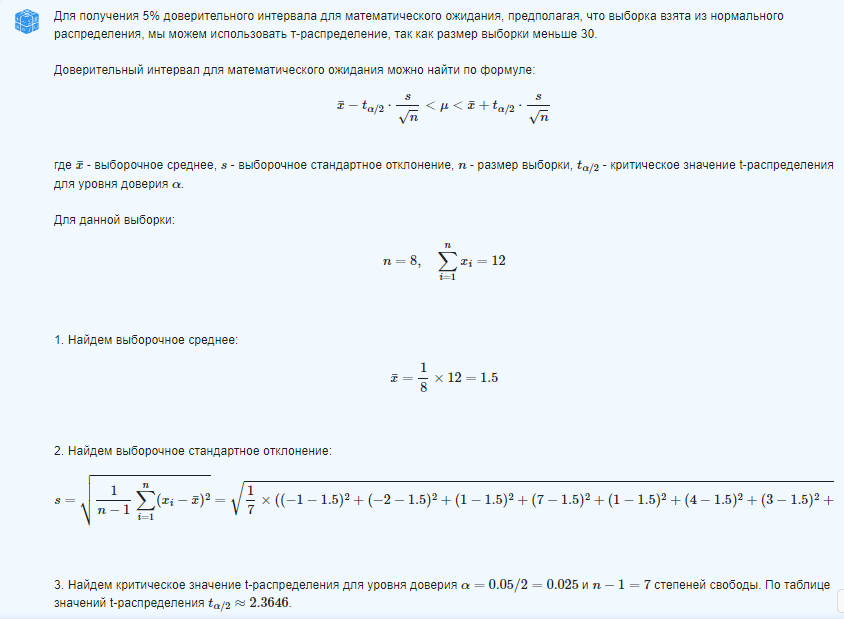 Для получения 5% доверительного интервала для математического ожидания, предполагая, что выборка взята из нормального
распределения, мы можем использовать т-распределение, так как размер выборки меньше 30.
Доверительный интервал для математического ожидания можно найти по формуле:
x̄ − t_{α/2} · s/√n < μ < x̄ + t_{α/2} · s/√n
где x̄ - выборочное среднее, s - выборочное стандартное отклонение, n - размер выборки, t_{α/2} - критическое значение t-распределения
для уровня доверия α.
Для данной выборки:
n = 8, ∑_{i=1}^{n} x_i = 12
1. Найдем выборочное среднее:
x̄ = 1/8 × 12 = 1.5
2. Найдем выборочное стандартное отклонение:
s = √(1/(n − 1) ∑_{i=1}^{n} (x_i − x̄)²) = √(1/7 × ((−1 − 1.5)² + (−2 − 1.5)² + (1 − 1.5)² + (7 − 1.5)² + (1 − 1.5)² + (4 − 1.5)² + (3 − 1.5)² +
3. Найдем критическое значение t-распределения для уровня доверия α = 0.05/2 = 0.025 и n − 1 = 7 степеней свободы. По таблице
значений t-распределения t_{α/2} ≈ 2.3646.